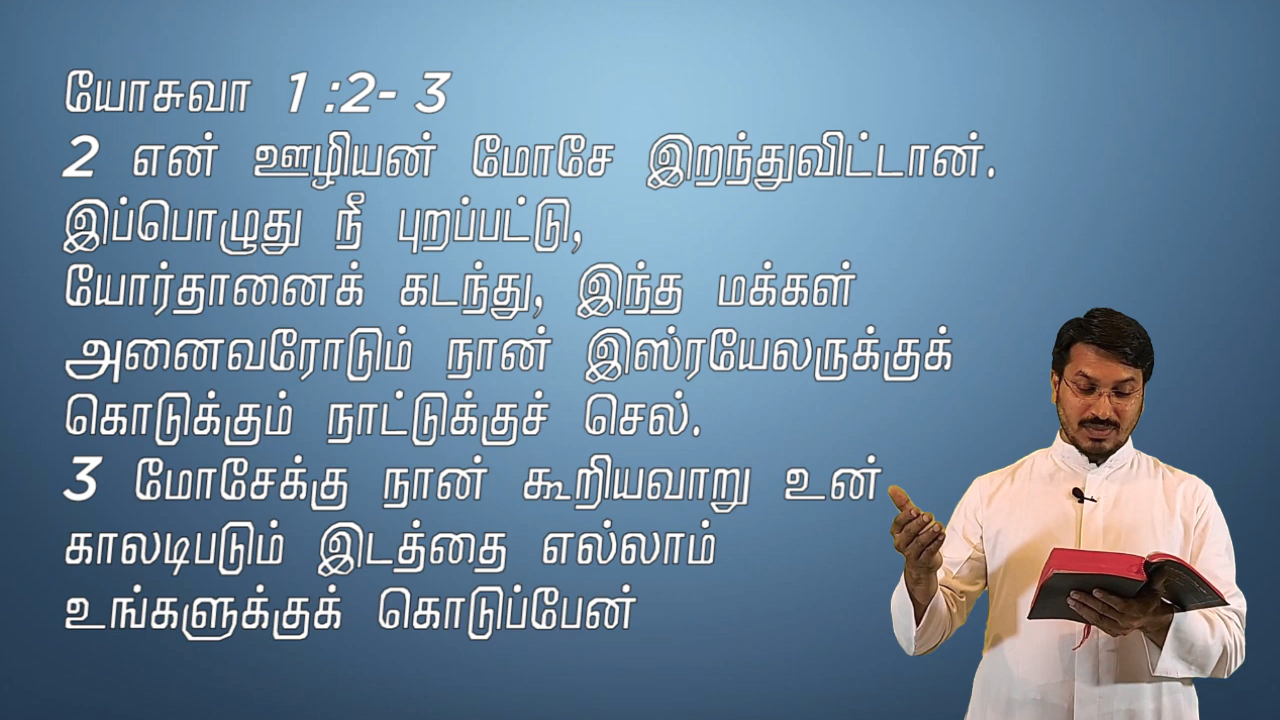 யோசுவா 1 :2- 3
2 என் ஊழியன் மோசே இறந்துவிட்டான்.
இப்பொழுது நீ புறப்பட்டு,
யோர்தானைக் கடந்து, இந்த மக்கள்
அனைவரோடும் நான் இஸ்ரயேலருக்குக்
கொடுக்கும் நாட்டுக்குச் செல்.
3 மோசேக்கு நான் கூறியவாறு உன்
காலடிபடும் இடத்தை எல்லாம்
உங்களுக்குக் கொடுப்பேன்